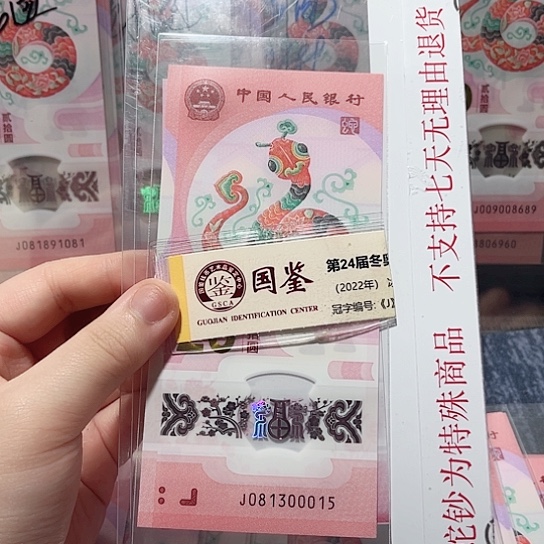 中国人民银行
国鉴
GSCA
GUOJIAN IDENTIFICATION CENTER
第24届冬
(2022年)
冠字编号:《J
J081300015
不支持七天无理由退货
钞为特殊商品
J081891081
贰拾圆
J009008689
3806960